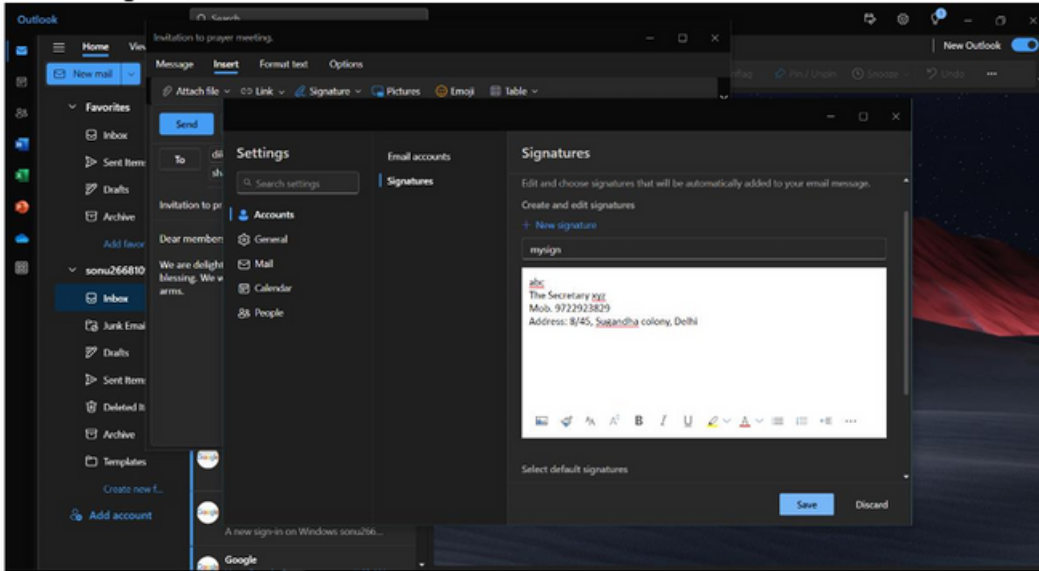 Outlook
Search
Invitation to prayer meeting.
Home
New Outlook
New mail
Message Insert Format text Options
Attach file Link Signature Pictures Emoji Table
Pin / Unpin Snooze Undo
Favorites
Send
Inbox
To
Sent Items
Drafts
Archive
Invitation to pr
Add favor
Dear members
We are delight
blessing. We w
arms.
sonu266810
Inbox
Junk Emai
Drafts
Sent Items
Deleted It
Archive
Templates
Create new f...
Add account
Settings
Search settings
Accounts
General
Mail
Calendar
People
Email accounts
Signatures
Signatures
Edit and choose signatures that will be automatically added to your email message.
Create and edit signatures
+ New signature
mysign
abc
The Secretary xyz
Mob. 9722923829
Address: 8/45, Sugandha colony, Delhi
B I U A
Select default signatures
Save Discard
A new sign-in on Windows sonu266...
Google